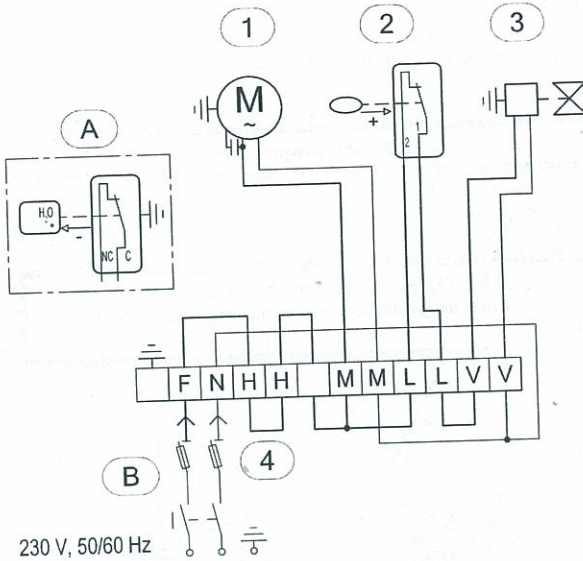 1
2
3
A
M
~
+
1
2
H₂O
-
NC C
F N H H M M L L V V
B
4
230 V, 50/60 Hz